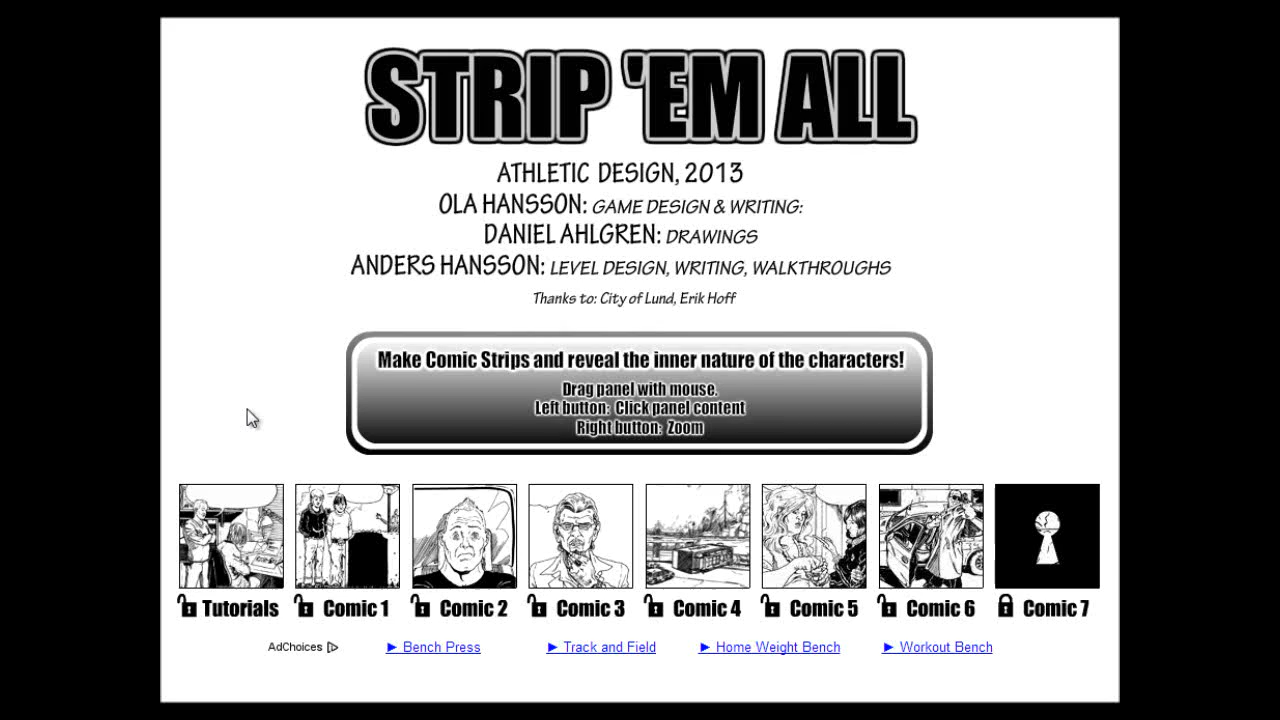 STRIP 'EM ALL
ATHLETIC DESIGN, 2013
OLA HANSSON: GAME DESIGN & WRITING:
DANIEL AHLGREN: DRAWINGS
ANDERS HANSSON: LEVEL DESIGN, WRITING, WALKTHROUGHS
Thanks to: City of Lund, Erik Hoff
Make Comic Strips and reveal the inner nature of the characters!
Drag panel with mouse.
Left button: Click panel content
Right button: Zoom
Tutorials Comic 1 Comic 2 Comic 3 Comic 4 Comic 5 Comic 6 Comic 7
AdChoices ► Bench Press ► Track and Field ► Home Weight Bench ► Workout Bench